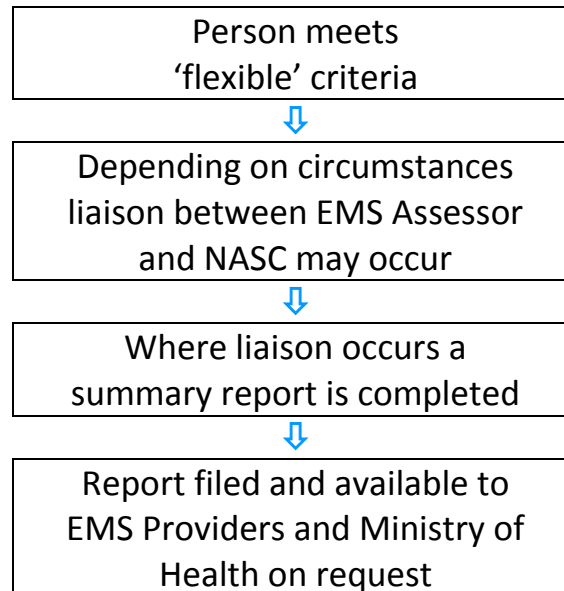 Person meets
‘flexible’ criteria
Depending on circumstances
liaison between EMS Assessor
and NASC may occur
Where liaison occurs a
summary report is completed
Report filed and available to
EMS Providers and Ministry of
Health on request